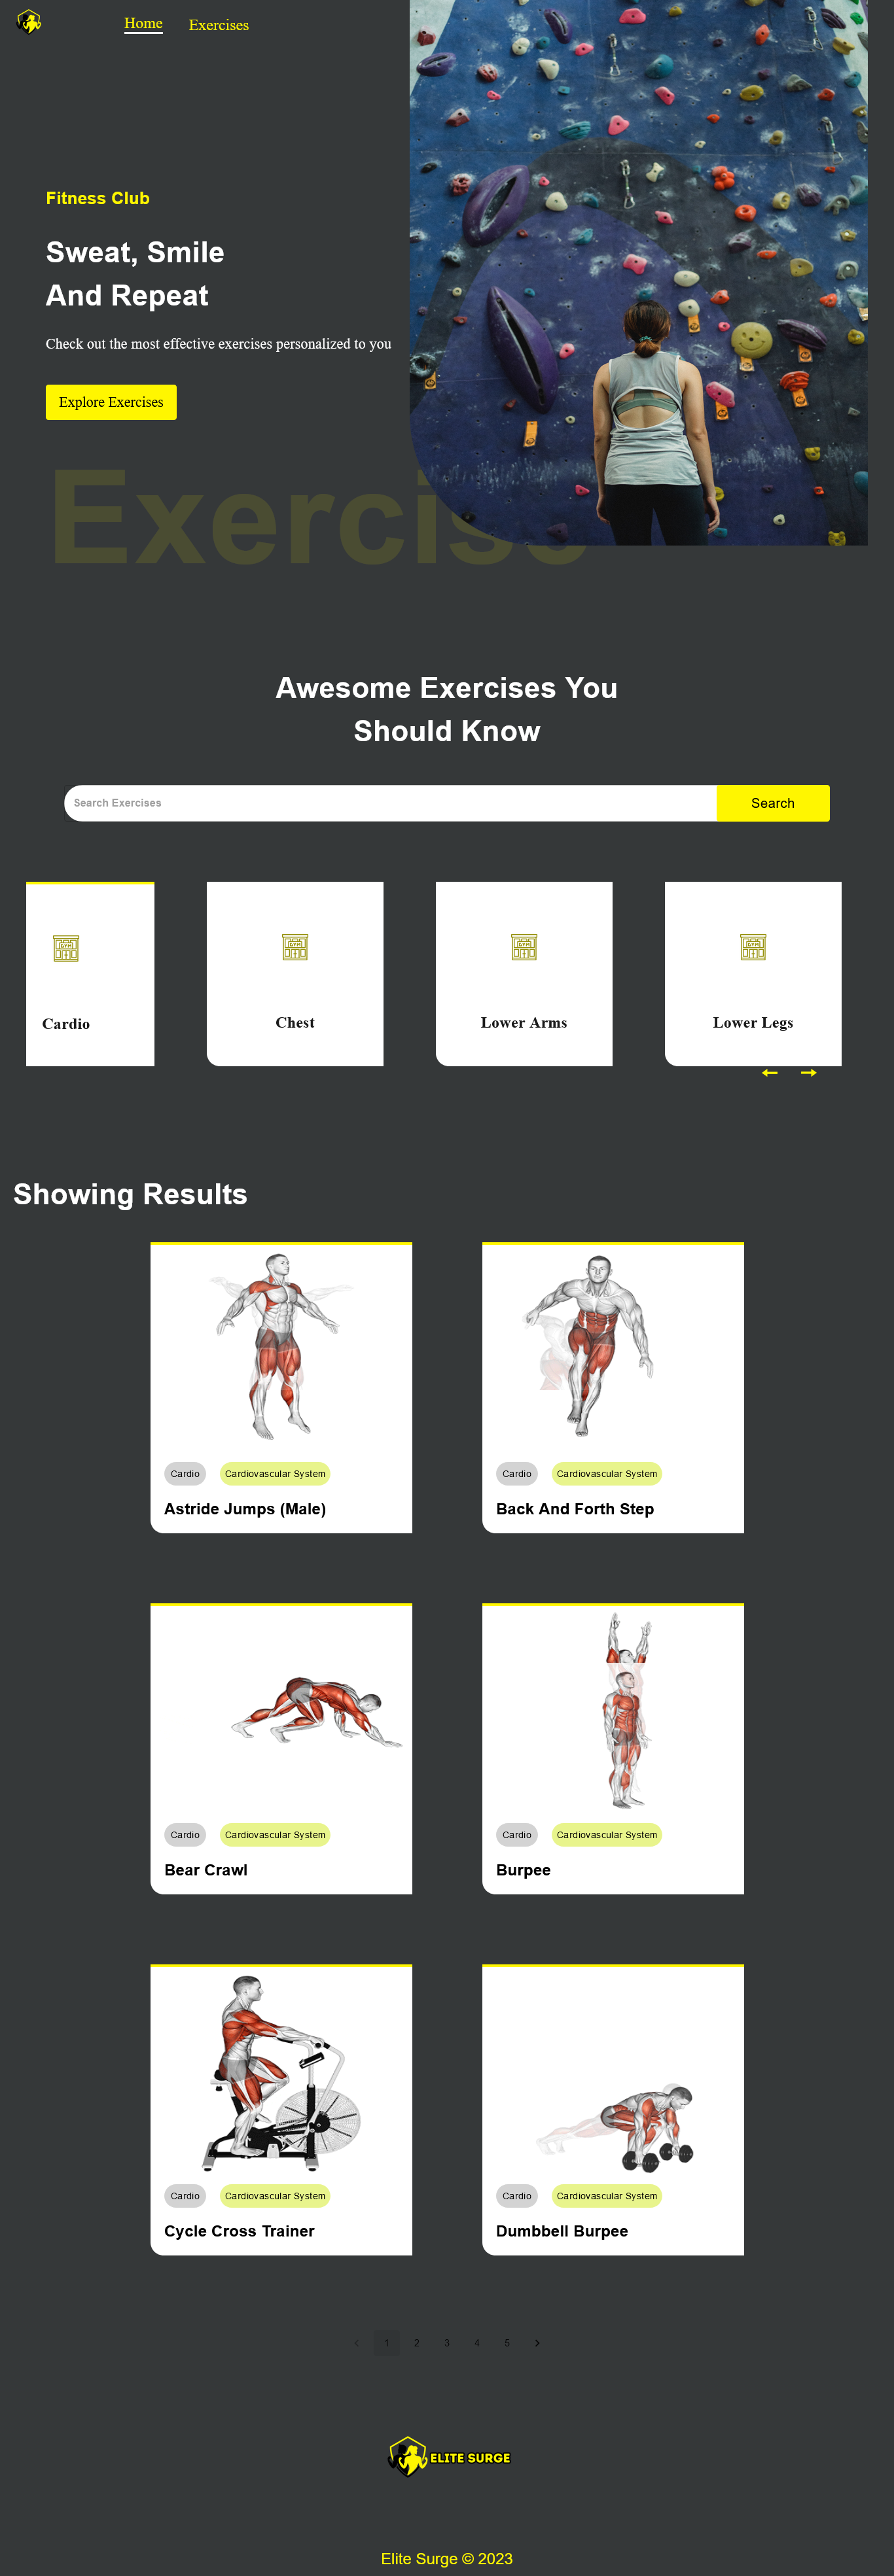 Home
Exercises
Fitness Club
Sweat, Smile
And Repeat
Check out the most effective exercises personalized to you
Explore Exercises
Exercise
Awesome Exercises You
Should Know
Search Exercises
Search
GYM
GYM
GYM
GYM
Cardio
Chest
Lower Arms
Lower Legs
Showing Results
Cardio
Cardiovascular System
Astride Jumps (Male)
Cardio
Cardiovascular System
Back And Forth Step
Cardio
Cardiovascular System
Bear Crawl
Cardio
Cardiovascular System
Burpee
Cardio
Cardiovascular System
Cycle Cross Trainer
Cardio
Cardiovascular System
Dumbbell Burpee
1 2 3 4 5
ELITE SURGE
Elite Surge © 2023